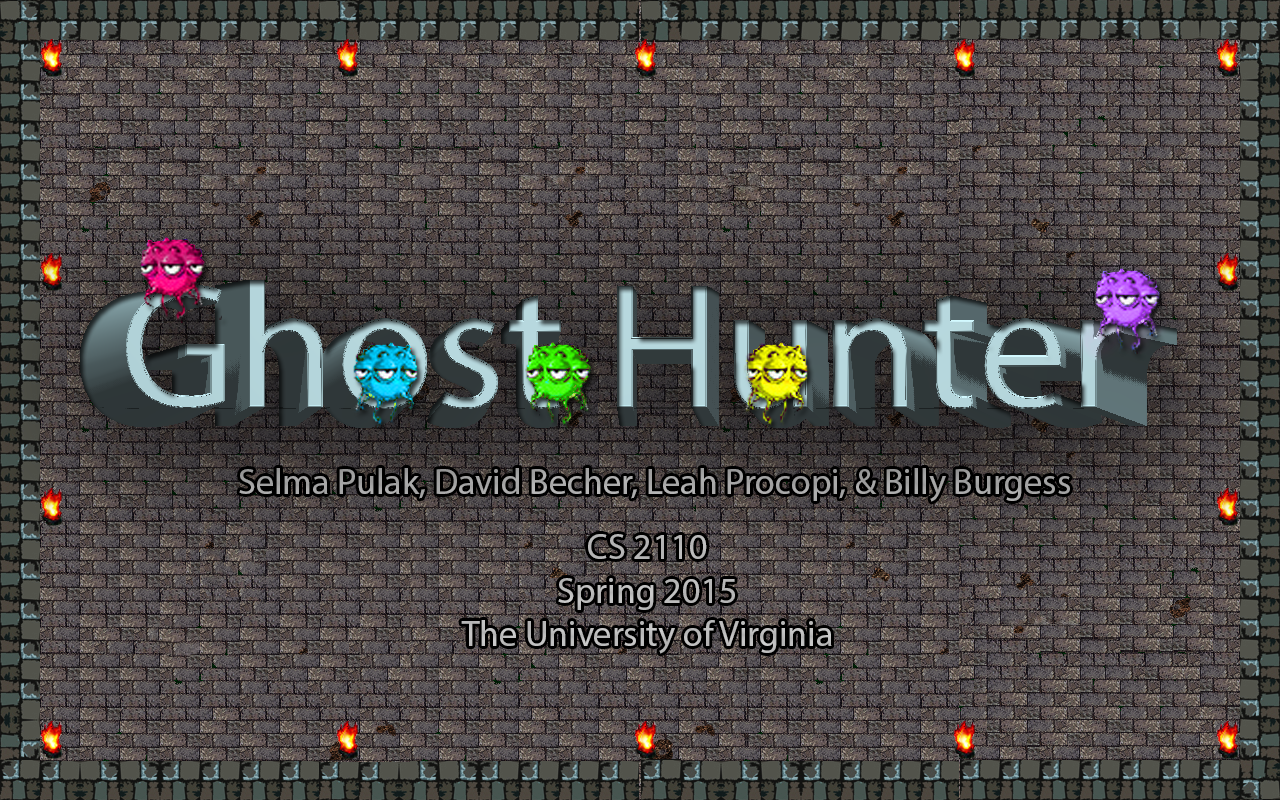 Ghost Hunter
Selma Pulak, David Becher, Leah Procopi, & Billy Burgess
CS 2110
Spring 2015
The University of Virginia